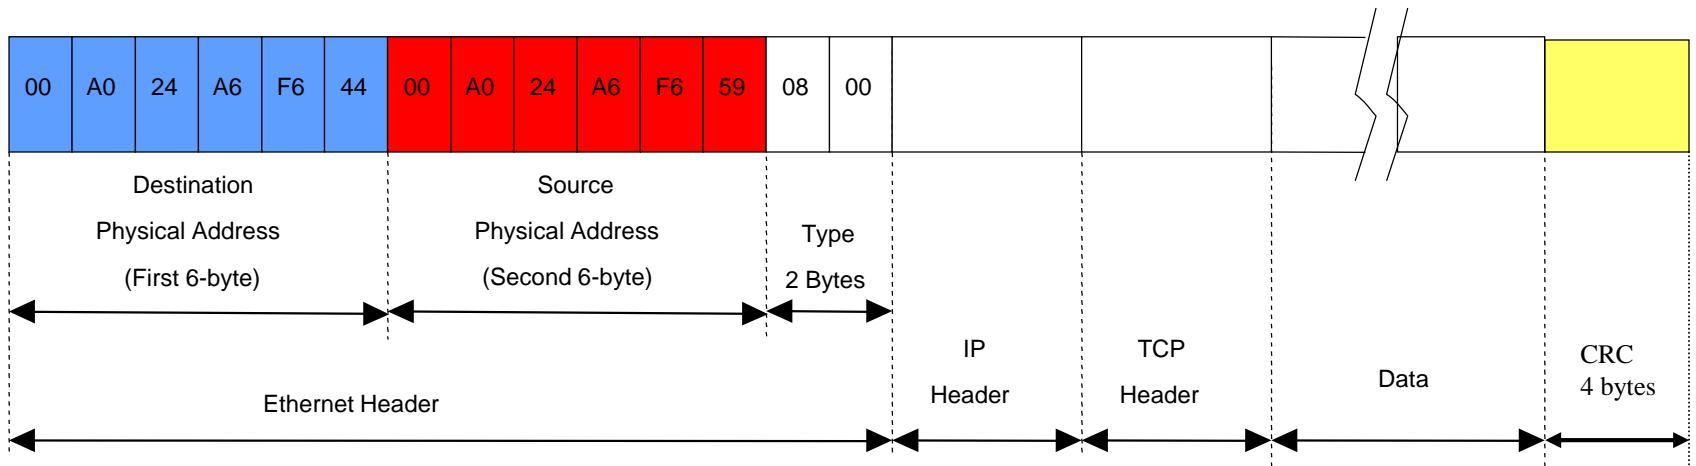 00 A0 24 A6 F6 44 00 A0 24 A6 F6 59 08 00
Destination
Physical Address
(First 6-byte)
Source
Physical Address
(Second 6-byte)
Type
2 Bytes
Ethernet Header
IP
Header
TCP
Header
Data
CRC
4 bytes